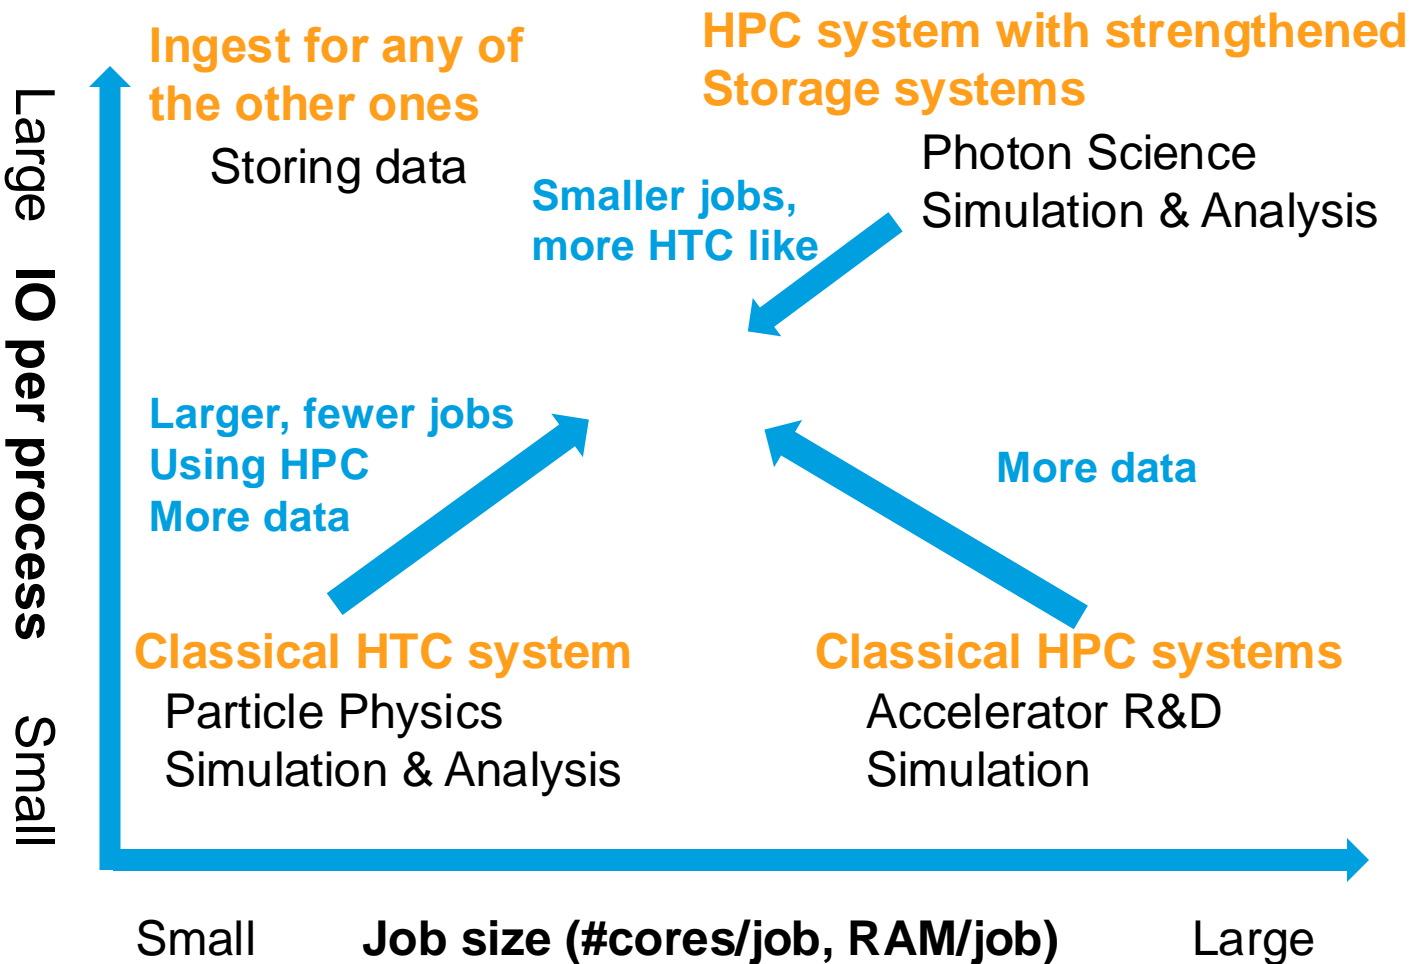 Ingest for any of
the other ones
Storing data
HPC system with strengthened
Storage systems
Photon Science
Simulation & Analysis
Smaller jobs,
more HTC like
Large
IO per process
Small
Larger, fewer jobs
Using HPC
More data
More data
Classical HTC system
Particle Physics
Simulation & Analysis
Classical HPC systems
Accelerator R&D
Simulation
Small
Job size (#cores/job, RAM/job)
Large